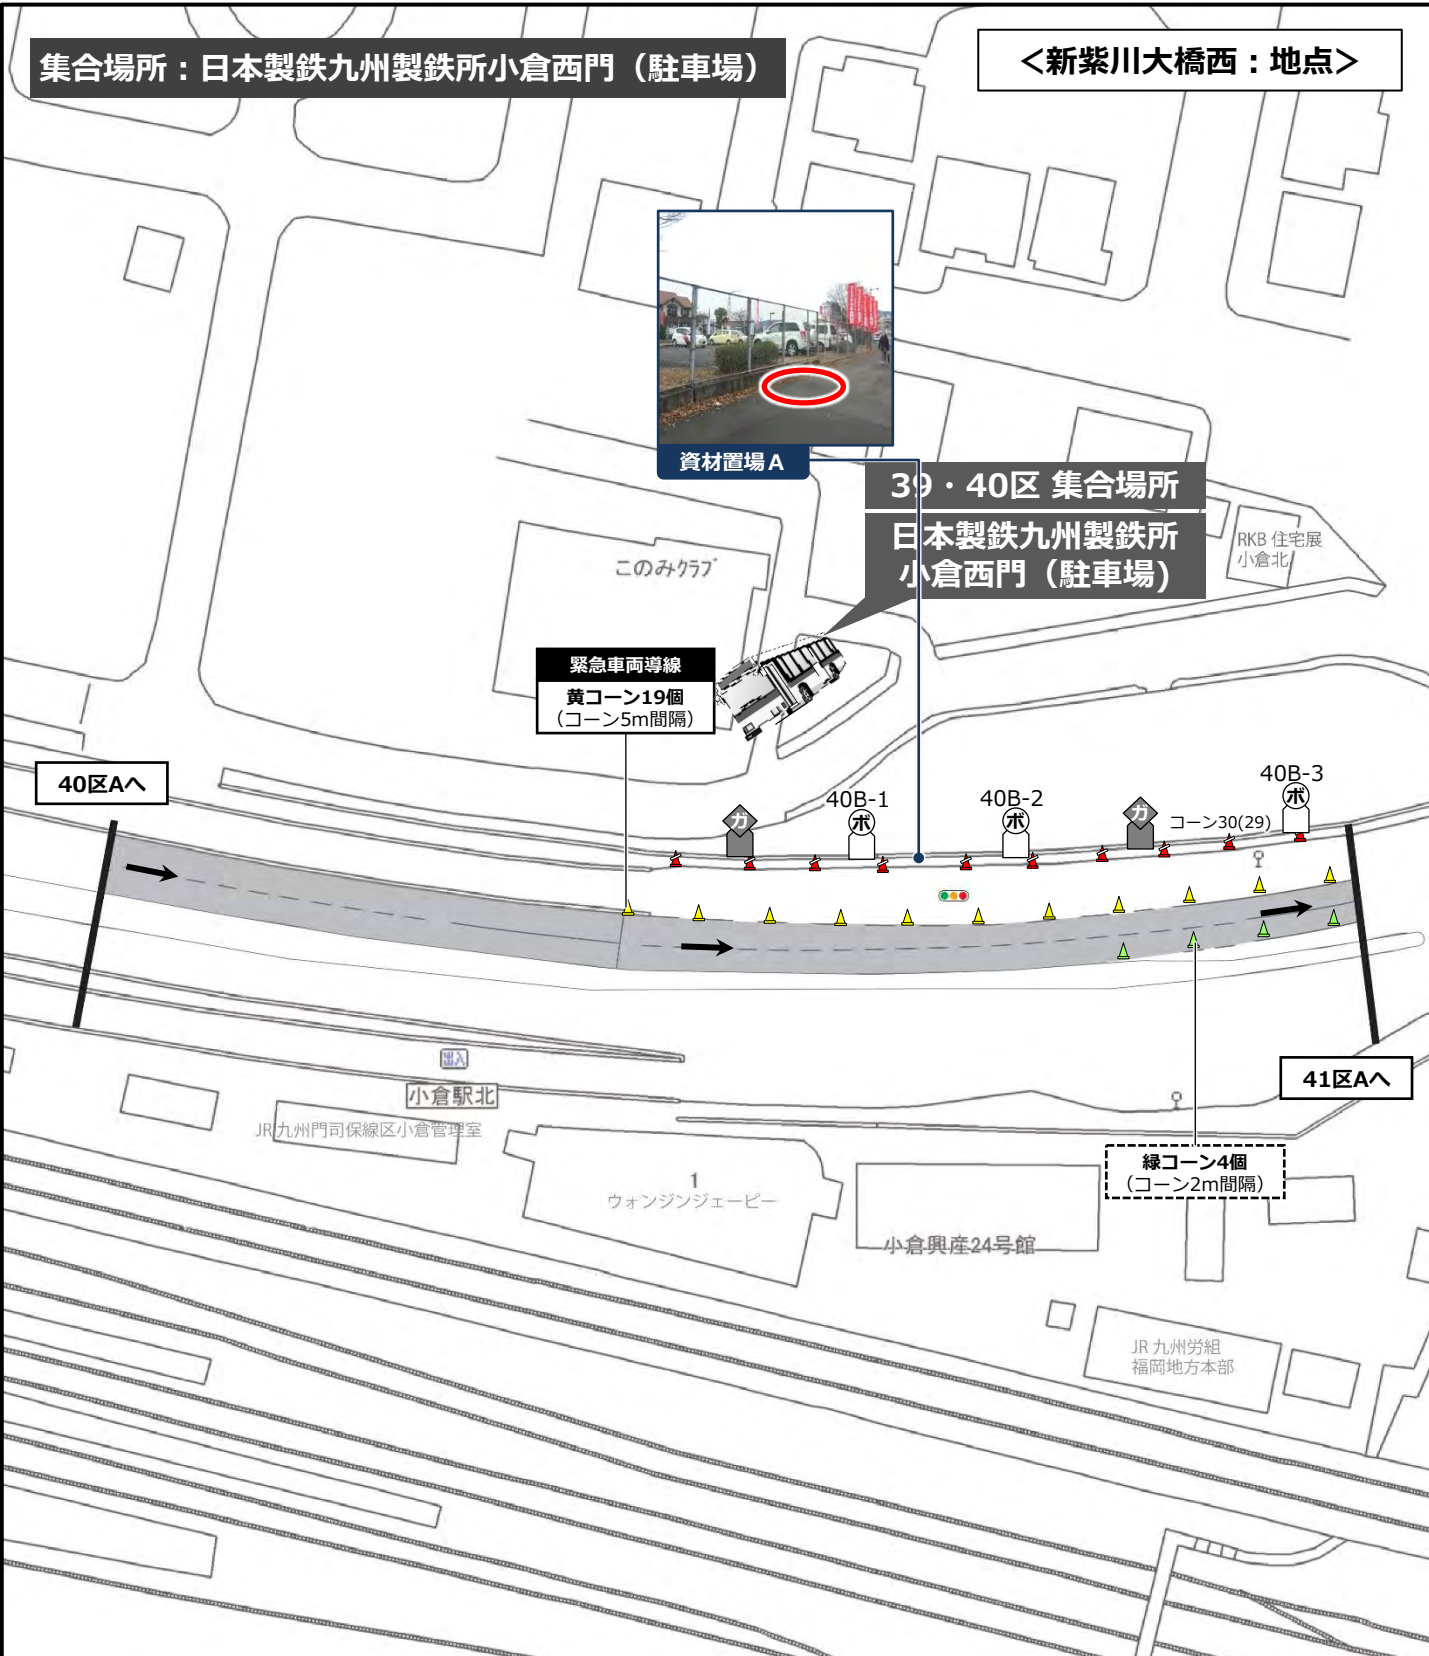 集合場所：日本製鉄九州製鉄所小倉西門（駐車場）
＜新紫川大橋西：地点＞
資材置場A
39・40区 集合場所
日本製鉄九州製鉄所
小倉西門（駐車場)
RKB 住宅展
小倉北
このみクラブ
緊急車両導線
黄コーン19個
（コーン5m間隔）
40区Aへ
ガ
40B-1
ボ
40B-2
ボ
ガ
コーン30(29)
40B-3
ボ
出入
小倉駅北
JR 九州門司保線区小倉管理室
1
ウォンジンジェーピー
小倉興産24号館
41区Aへ
緑コーン4個
（コーン2m間隔）
JR 九州労組
福岡地方本部